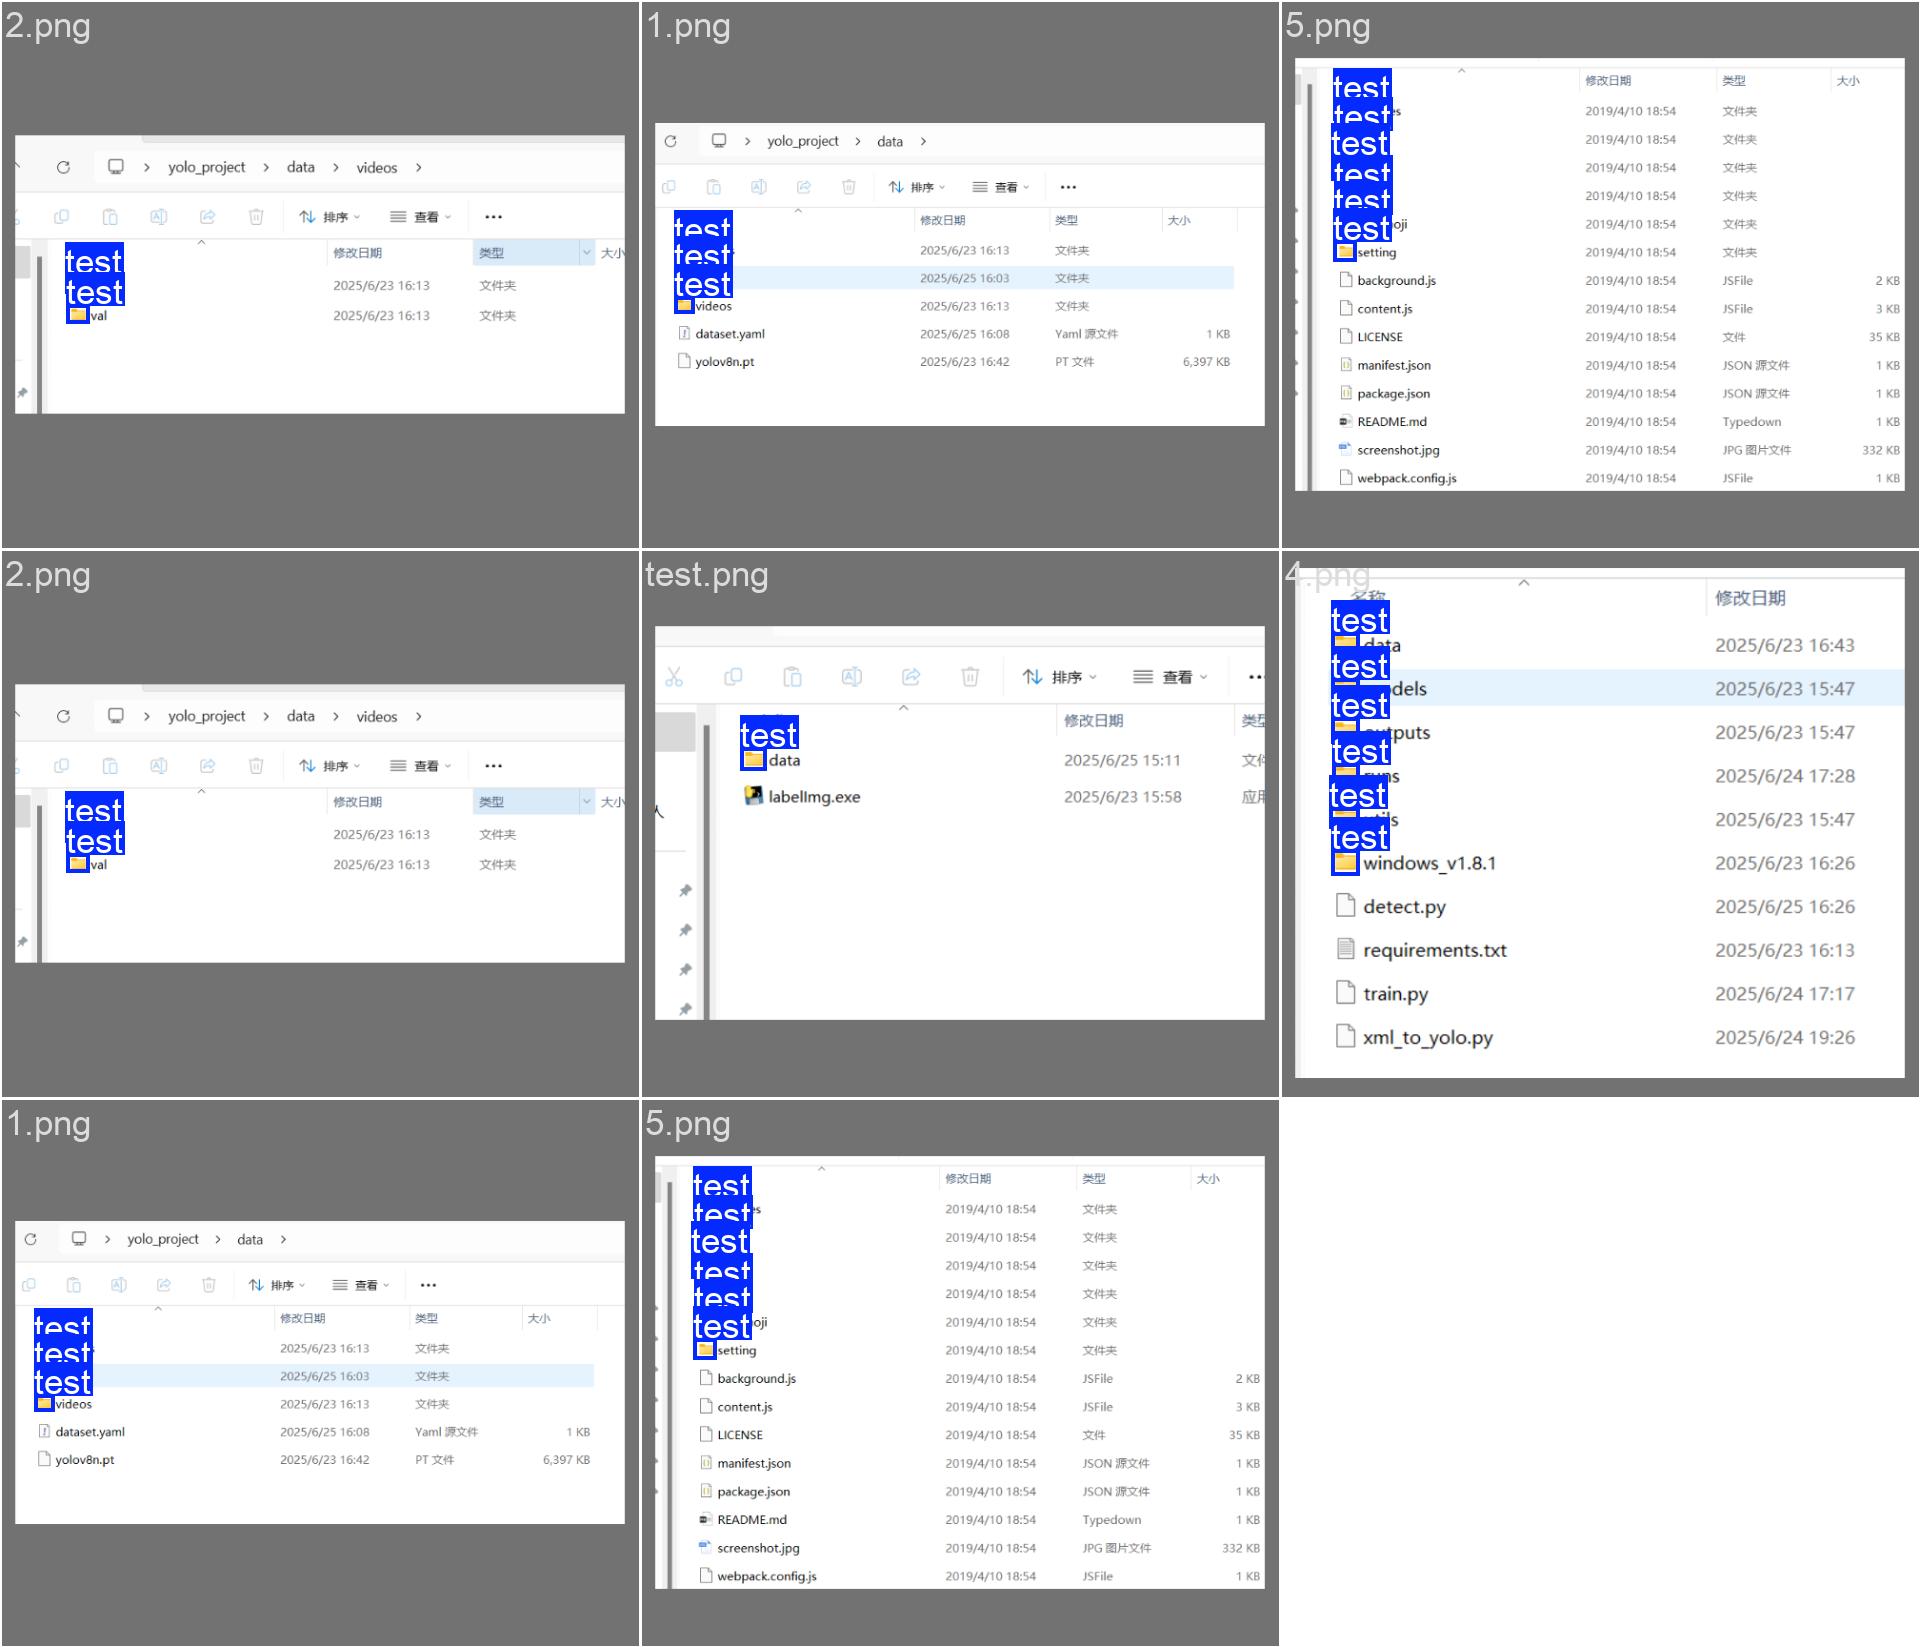 2.png
yolo_project data videos
排序 查看
修改日期 类型 大小
test
2025/6/23 16:13 文件夹
test
val 2025/6/23 16:13 文件夹
1.png
yolo_project data
排序 查看
修改日期 类型 大小
test
2025/6/23 16:13 文件夹
test
2025/6/25 16:03 文件夹
test
videos 2025/6/23 16:13 文件夹
dataset.yaml 2025/6/25 16:08 Yaml 源文件 1 KB
yolov8n.pt 2025/6/23 16:42 PT 文件 6,397 KB
5.png
test 修改日期 类型 大小
test 2019/4/10 18:54 文件夹
test 2019/4/10 18:54 文件夹
test 2019/4/10 18:54 文件夹
test 2019/4/10 18:54 文件夹
test 2019/4/10 18:54 文件夹
setting 2019/4/10 18:54 文件夹
background.js 2019/4/10 18:54 JSFile 2 KB
content.js 2019/4/10 18:54 JSFile 3 KB
LICENSE 2019/4/10 18:54 文件 35 KB
manifest.json 2019/4/10 18:54 JSON 源文件 1 KB
package.json 2019/4/10 18:54 JSON 源文件 1 KB
README.md 2019/4/10 18:54 Typedown 1 KB
screenshot.jpg 2019/4/10 18:54 JPG 图片文件 332 KB
webpack.config.js 2019/4/10 18:54 JSFile 1 KB
2.png
yolo_project data videos
排序 查看
修改日期 类型 大小
test
2025/6/23 16:13 文件夹
test
val 2025/6/23 16:13 文件夹
test.png
排序 查看
修改日期
test
data 2025/6/25 15:11
labelImg.exe 2025/6/23 15:58
4.png
名称 修改日期
test
data 2025/6/23 16:43
test
2025/6/23 15:47
test
outputs 2025/6/23 15:47
test
runs 2025/6/24 17:28
test
utils 2025/6/23 15:47
test
windows_v1.8.1 2025/6/23 16:26
detect.py 2025/6/25 16:26
requirements.txt 2025/6/23 16:13
train.py 2025/6/24 17:17
xml_to_yolo.py 2025/6/24 19:26
1.png
yolo_project data
排序 查看
修改日期 类型 大小
test
2025/6/23 16:13 文件夹
test
2025/6/25 16:03 文件夹
test
videos 2025/6/23 16:13 文件夹
dataset.yaml 2025/6/25 16:08 Yaml 源文件 1 KB
yolov8n.pt 2025/6/23 16:42 PT 文件 6,397 KB
5.png
test 修改日期 类型 大小
test 2019/4/10 18:54 文件夹
test 2019/4/10 18:54 文件夹
test 2019/4/10 18:54 文件夹
test 2019/4/10 18:54 文件夹
test 2019/4/10 18:54 文件夹
setting 2019/4/10 18:54 文件夹
background.js 2019/4/10 18:54 JSFile 2 KB
content.js 2019/4/10 18:54 JSFile 3 KB
LICENSE 2019/4/10 18:54 文件 35 KB
manifest.json 2019/4/10 18:54 JSON 源文件 1 KB
package.json 2019/4/10 18:54 JSON 源文件 1 KB
README.md 2019/4/10 18:54 Typedown 1 KB
screenshot.jpg 2019/4/10 18:54 JPG 图片文件 332 KB
webpack.config.js 2019/4/10 18:54 JSFile 1 KB